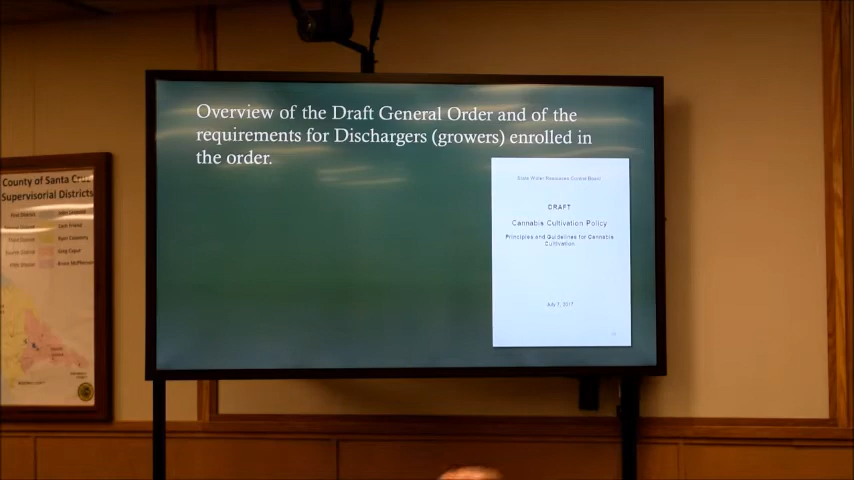 Overview of the Draft General Order and of the
requirements for Dischargers (growers) enrolled in
the order.
State Water Resources Control Board
DRAFT
Cannabis Cultivation Policy
Principles and Guidelines for Cannabis
Cultivation
July 7, 2017
County of Santa Cruz
Supervisorial Districts